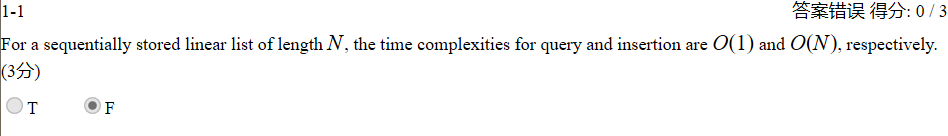 1-1 答案错误 得分: 0 / 3
For a sequentially stored linear list of length N, the time complexities for query and insertion are O(1) and O(N), respectively.
(3分)
T F